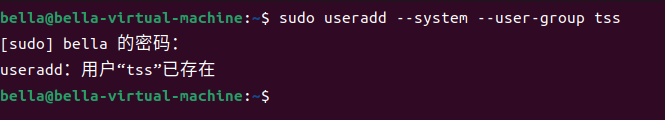 bella@bella-virtual-machine:~$ sudo useradd --system --user-group tss
[sudo] bella 的密码：
useradd：用户“tss”已存在
bella@bella-virtual-machine:~$